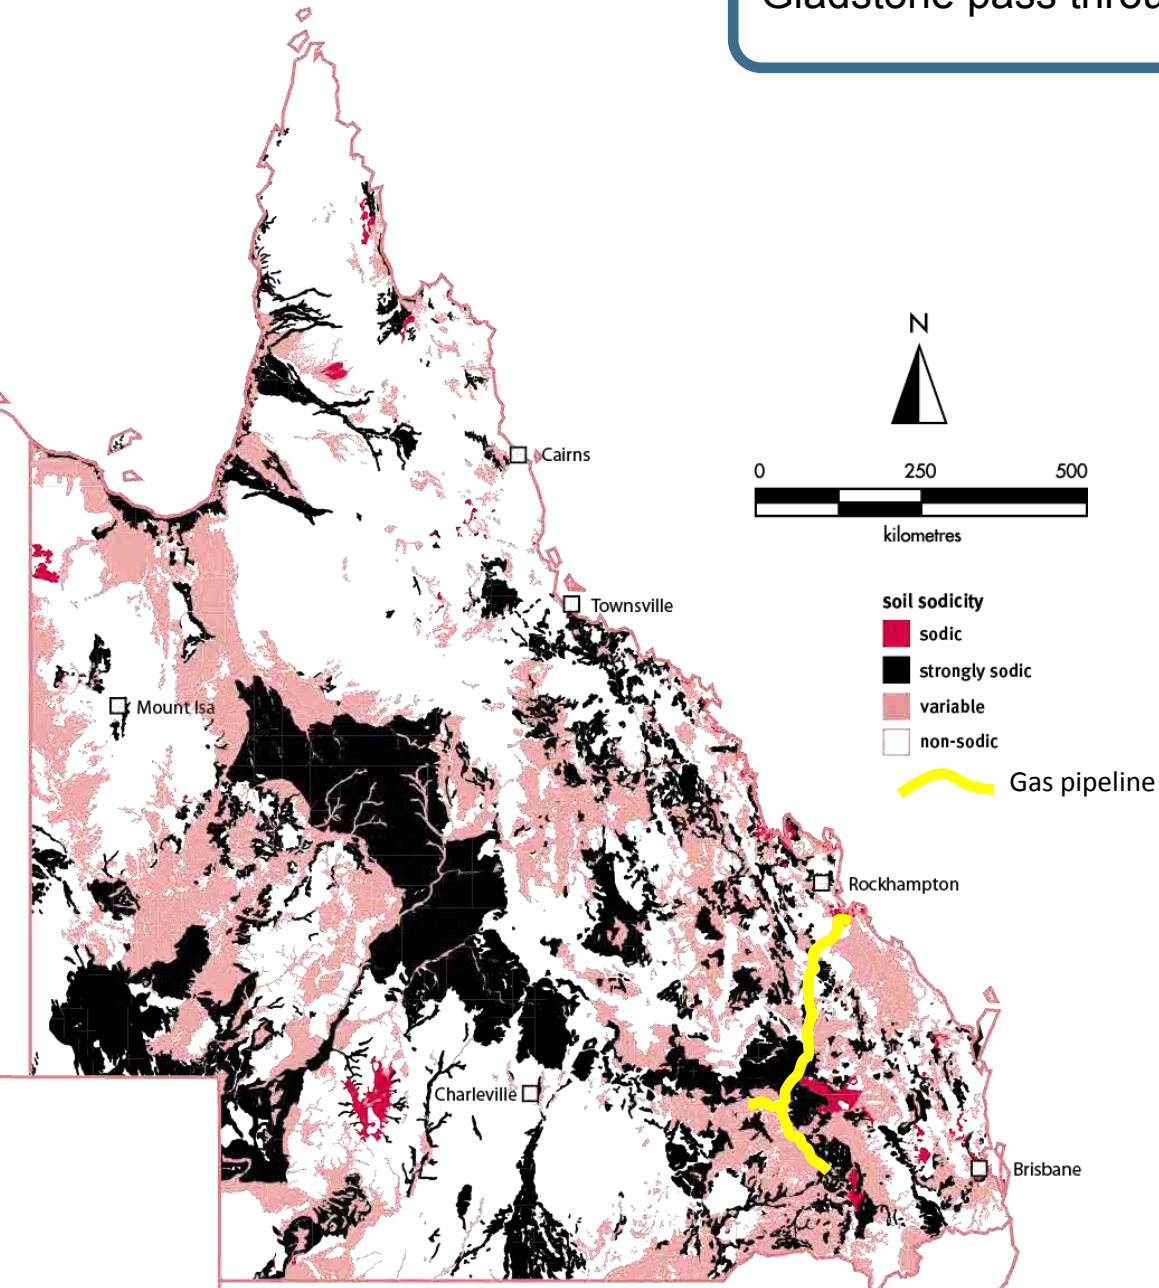 Gladstone pass
N
Cairns
0 250 500
kilometres
Townsville
soil sodicity
sodic
strongly sodic
variable
non-sodic
Mount Isa
Gas pipeline
Rockhampton
Charleville
Brisbane